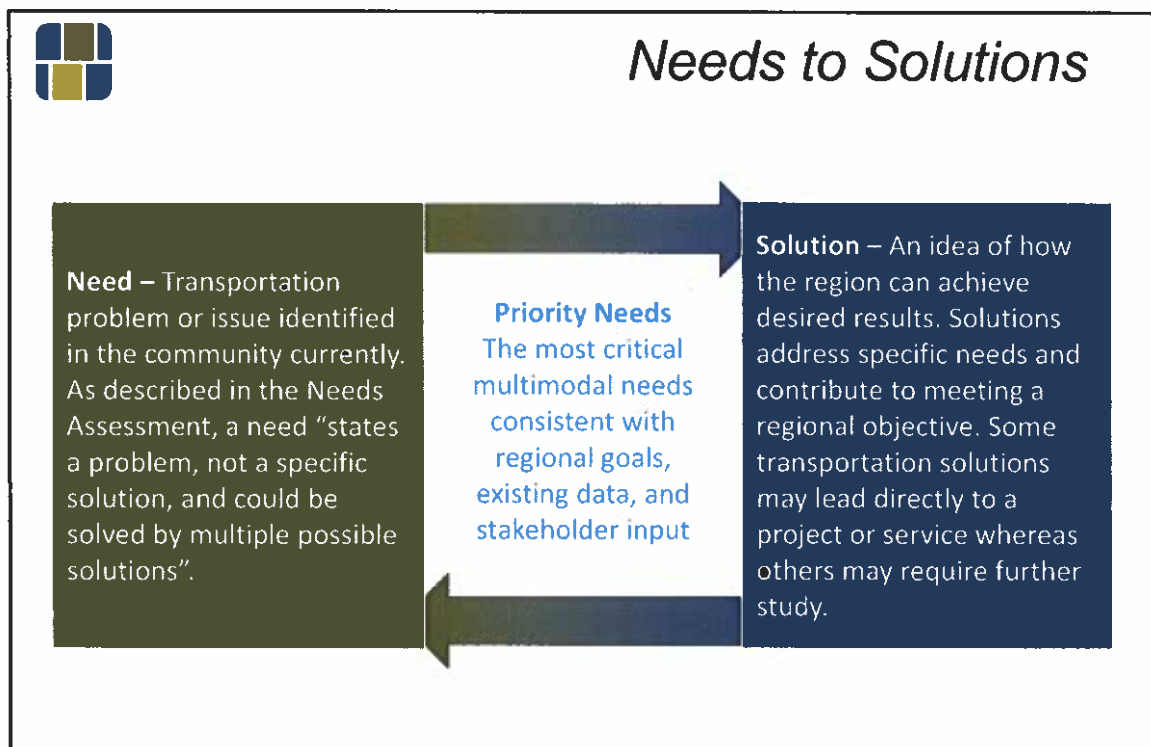 Needs to Solutions
Need – Transportation
problem or issue identified
in the community currently.
As described in the Needs
Assessment, a need “states
a problem, not a specific
solution, and could be
solved by multiple possible
solutions”.
Priority Needs
The most critical
multimodal needs
consistent with
regional goals,
existing data, and
stakeholder input
Solution – An idea of how
the region can achieve
desired results. Solutions
address specific needs and
contribute to meeting a
regional objective. Some
transportation solutions
may lead directly to a
project or service whereas
others may require further
study.